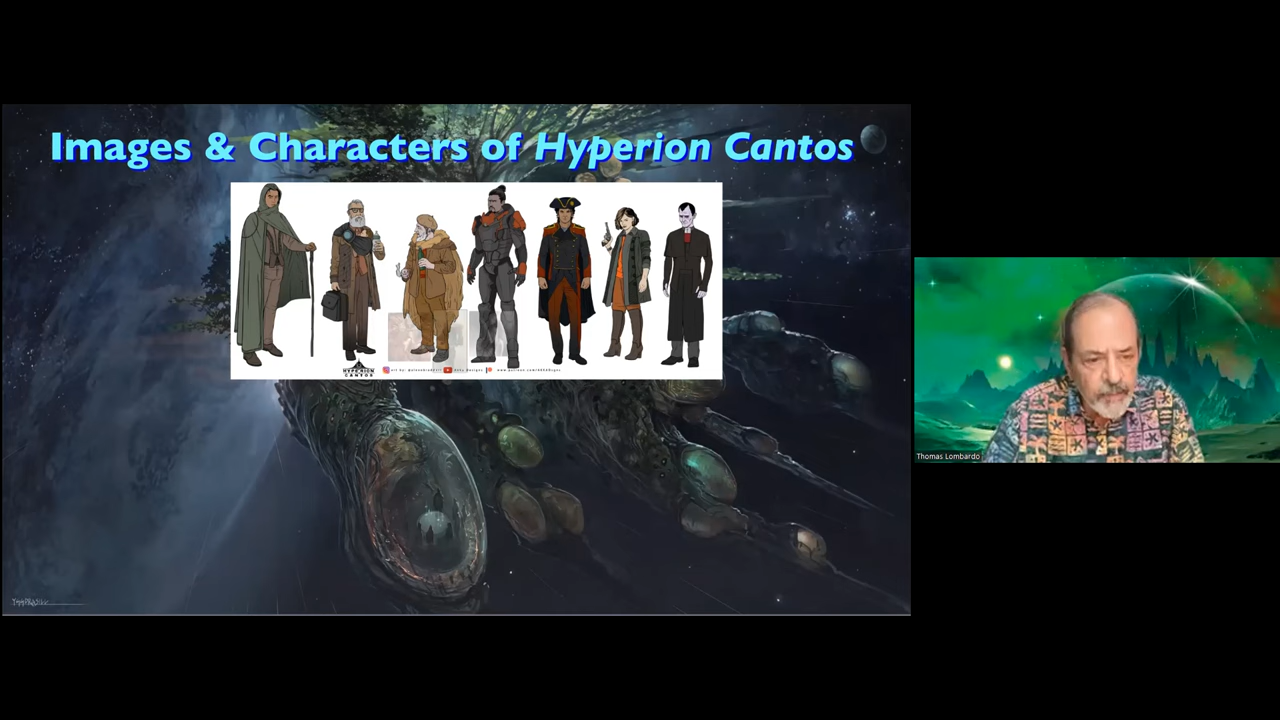 Images & Characters of Hyperion Cantos
HYPERION
CANTOS
Thomas Lombardo